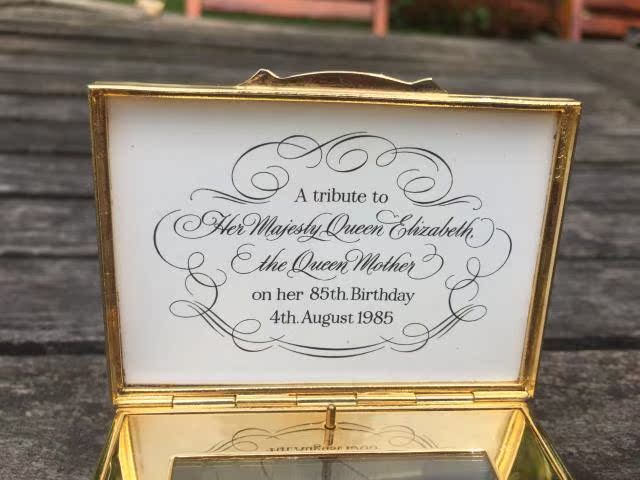 A tribute to
Her Majesty Queen Elizabeth
the Queen Mother
on her 85th. Birthday
4th. August 1985